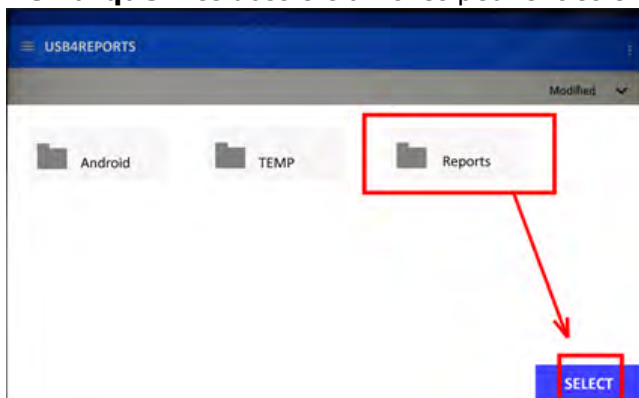 USB4REPORTS
Modified
Android
TEMP
Reports
SELECT